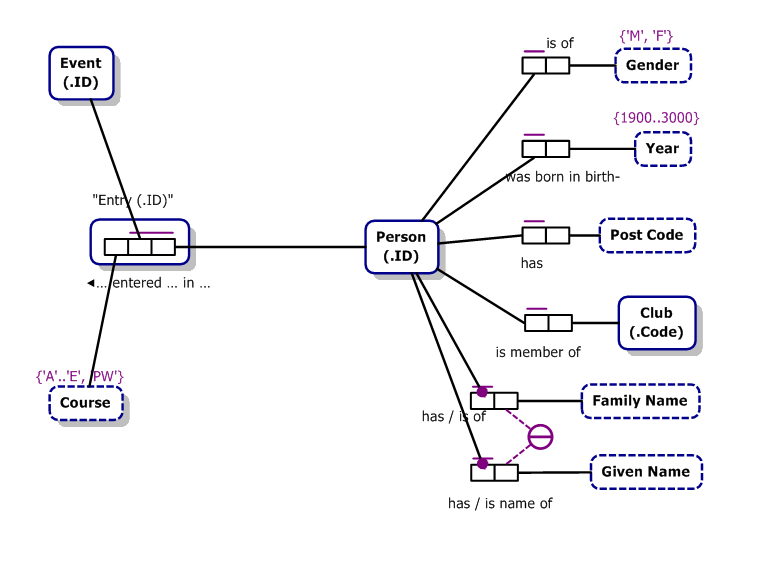 {'M', 'F'}
is of
Gender
Event
(.ID)
{1900..3000}
Year
was born in birth-
"Entry (.ID)"
Person
(.ID)
Post Code
has
◄... entered ... in ...
Club
(.Code)
is member of
{'A'..'E', 'PW'}
Course
Family Name
has / is of
Given Name
has / is name of